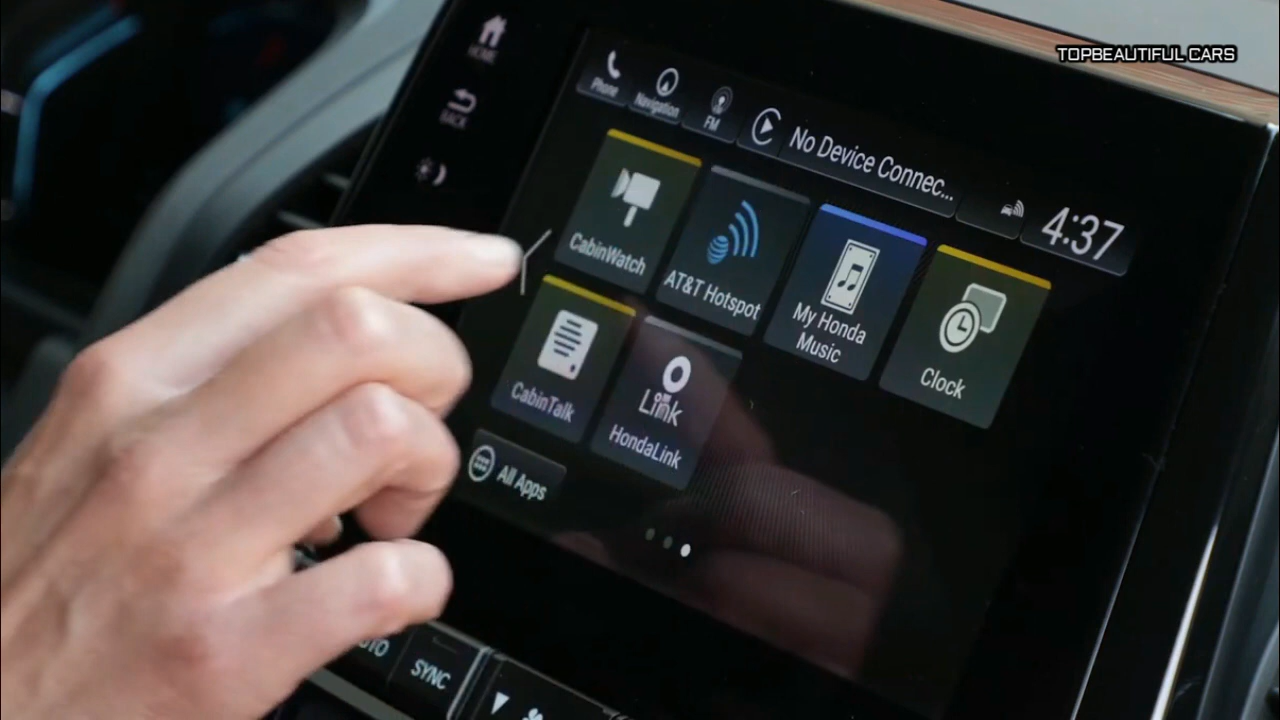 TOPBEAUTIFUL CARS
HOME
BACK
Phone
Navigation
FM
No Device Connec...
4:37
CabinWatch
AT&T Hotspot
My Honda
Music
Clock
CabinTalk
Link
HondaLink
All Apps
SYNC